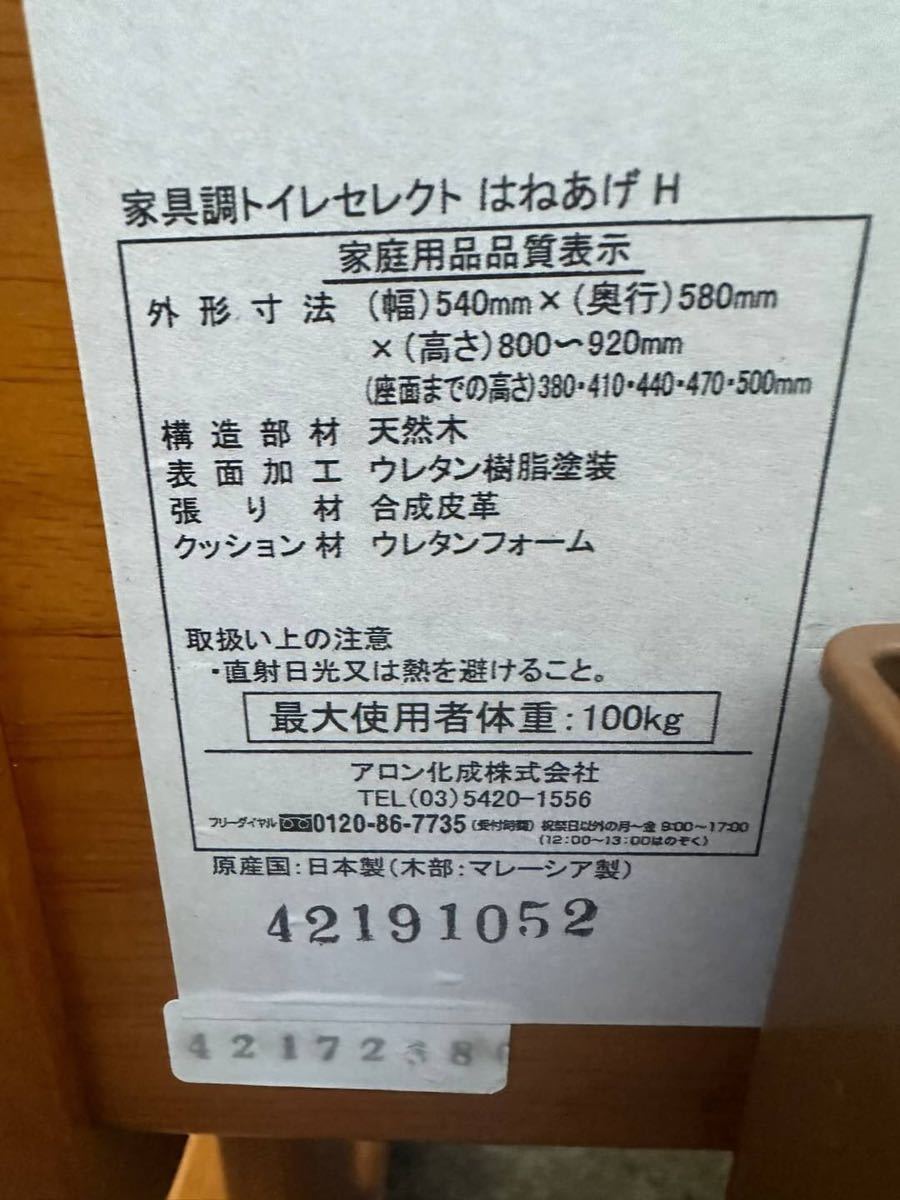 家具調トイレセレクト はねあげ H
家庭用品品質表示
外形寸法 (幅)540mm×(奥行)580mm
×(高さ)800〜920mm
(座面までの高さ)380・410・440・470・500mm
構造部材 天然木
表面加工 ウレタン樹脂塗装
張り材 合成皮革
クッション材 ウレタンフォーム
取扱い上の注意
・直射日光又は熱を避けること。
最大使用者体重:100kg
アロン化成株式会社
TEL(03)5420-1556
フリーダイヤル 0120-86-7735 (受付時間) 祝祭日以外の月〜金 9:00〜17:00
(12:00〜13:00はのぞく)
原産国:日本製(木部:マレーシア製)
42191052